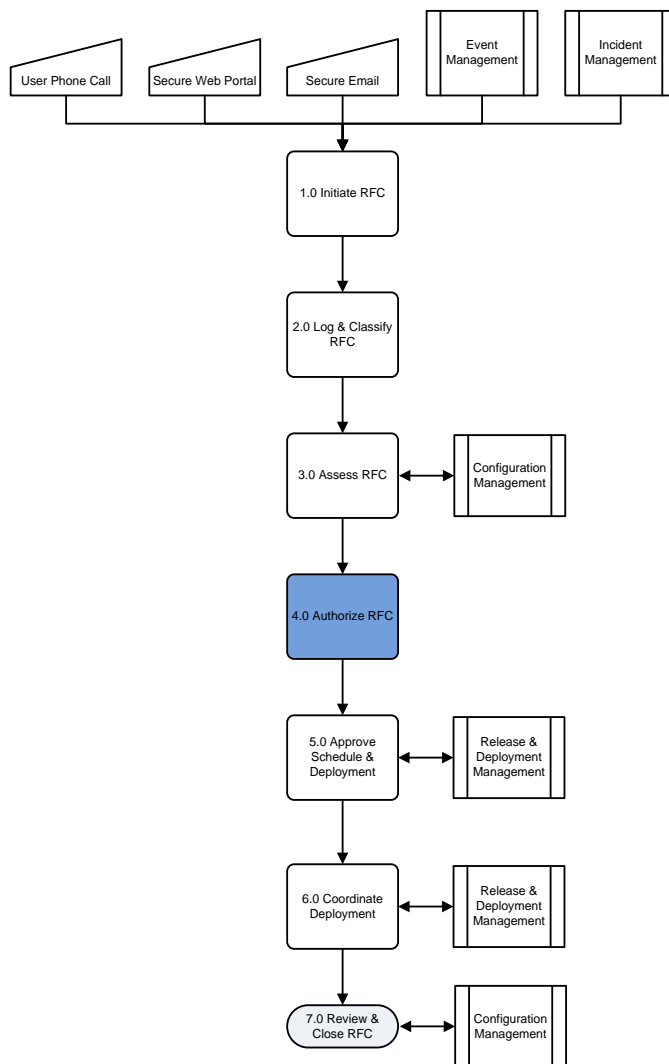 User Phone Call
Secure Web Portal
Secure Email
Event
Management
Incident
Management
1.0 Initiate RFC
2.0 Log & Classify
RFC
3.0 Assess RFC
Configuration
Management
4.0 Authorize RFC
5.0 Approve
Schedule &
Deployment
Release &
Deployment
Management
6.0 Coordinate
Deployment
Release &
Deployment
Management
7.0 Review &
Close RFC
Configuration
Management